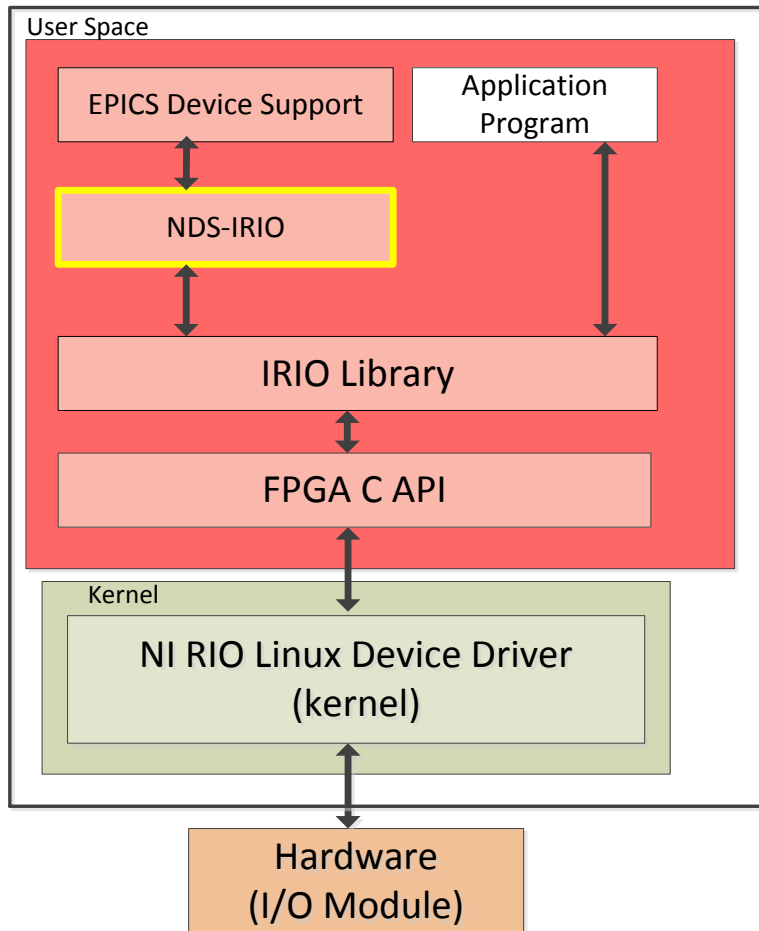 User Space
EPICS Device Support
Application
Program
NDS-IRIO
IRIO Library
FPGA C API
Kernel
NI RIO Linux Device Driver
(kernel)
Hardware
(I/O Module)